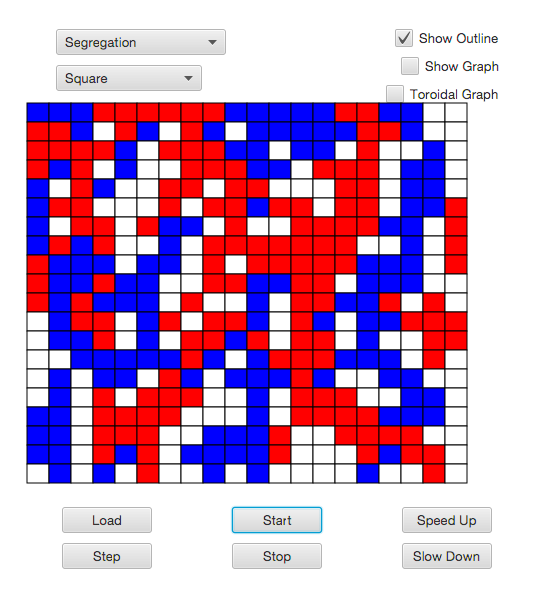 Segregation
Show Outline
Show Graph
Square
Toroidal Graph
Load
Start
Speed Up
Step
Stop
Slow Down